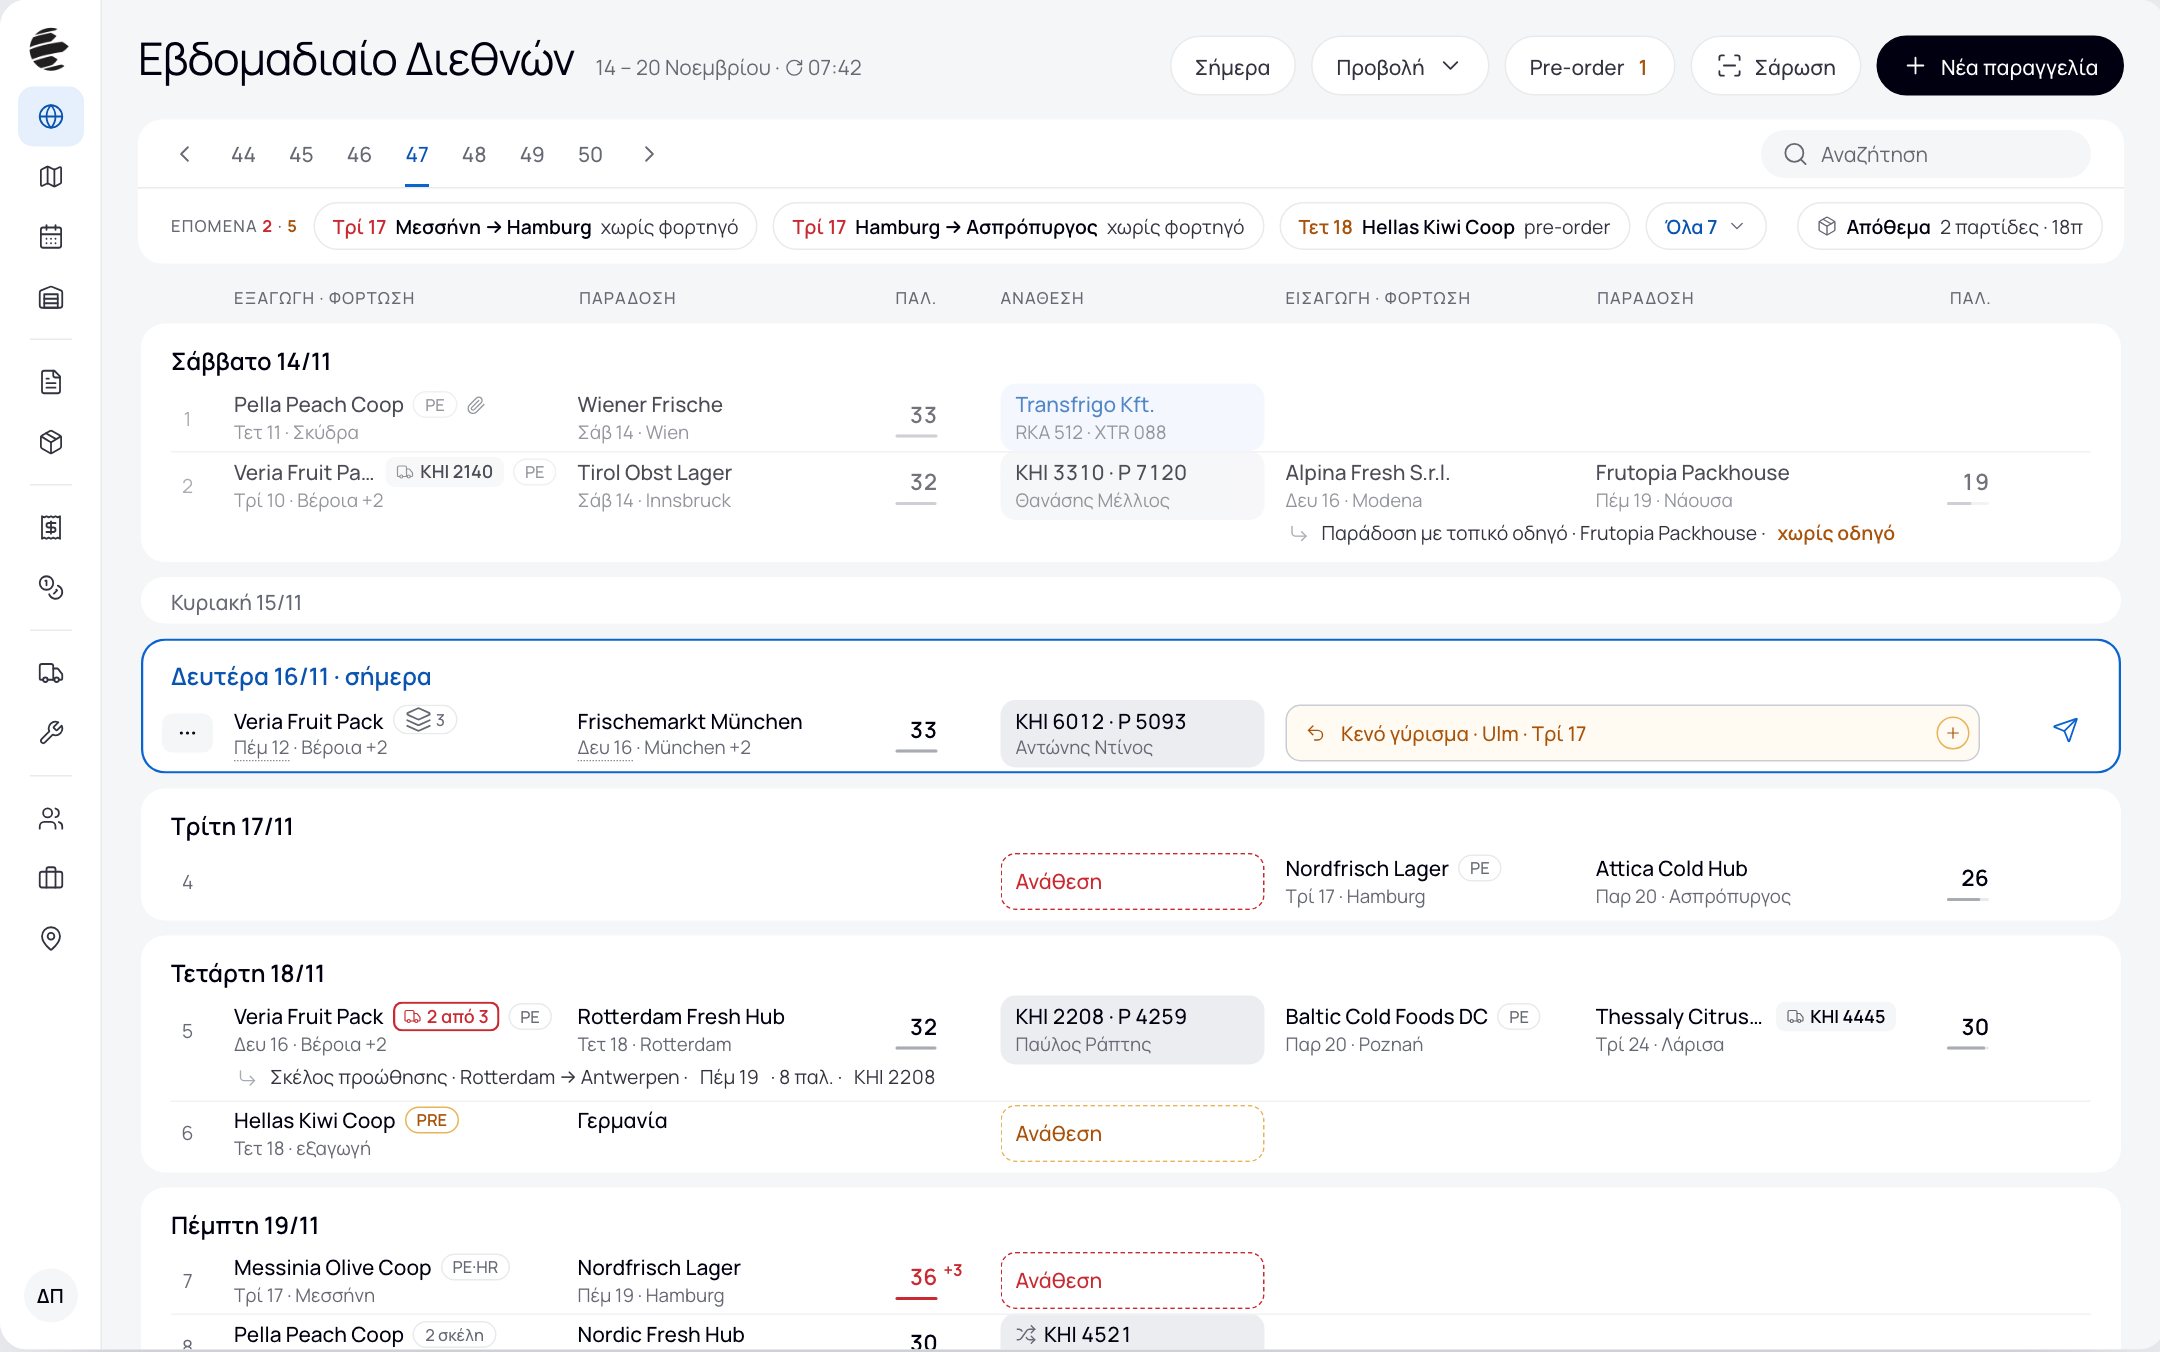 Εβδομαδιαίο Διεθνών 14 – 20 Νοεμβρίου · 07:42
Σήμερα Προβολή Pre-order 1 Σάρωση + Νέα παραγγελία
44 45 46 47 48 49 50 Αναζήτηση
ΕΠΟΜΕΝΑ 2 · 5 Τρί 17 Μεσσήνη → Hamburg χωρίς φορτηγό Τρί 17 Hamburg → Ασπρόπυργος χωρίς φορτηγό Τετ 18 Hellas Kiwi Coop pre-order Όλα 7 Απόθεμα 2 παρτίδες · 18π
ΕΞΑΓΩΓΗ · ΦΟΡΤΩΣΗ ΠΑΡΑΔΟΣΗ ΠΑΛ. ΑΝΑΘΕΣΗ ΕΙΣΑΓΩΓΗ · ΦΟΡΤΩΣΗ ΠΑΡΑΔΟΣΗ ΠΑΛ.
Σάββατο 14/11
1 Pella Peach Coop PE Wiener Frische 33 Transfrigo Kft.
Τετ 11 · Σκύδρα Σάβ 14 · Wien RKA 512 · XTR 088
2 Veria Fruit Pa... ΚΗΙ 2140 PE Tirol Obst Lager 32 ΚΗΙ 3310 · Ρ 7120 Alpina Fresh S.r.l. Frutopia Packhouse 19
Τρί 10 · Βέροια +2 Σάβ 14 · Innsbruck Θανάσης Μέλλιος Δευ 16 · Modena Πέμ 19 · Νάουσα
Παράδοση με τοπικό οδηγό · Frutopia Packhouse · χωρίς οδηγό
Κυριακή 15/11
Δευτέρα 16/11 · σήμερα
... Veria Fruit Pack 3 Frischemarkt München 33 ΚΗΙ 6012 · Ρ 5093 Κενό γύρισμα · Ulm · Τρί 17 +
Πέμ 12 · Βέροια +2 Δευ 16 · München +2 Αντώνης Ντίνος
Τρίτη 17/11
4 Ανάθεση Nordfrisch Lager PE Attica Cold Hub 26
Τρί 17 · Hamburg Παρ 20 · Ασπρόπυργος
Τετάρτη 18/11
5 Veria Fruit Pack 2 από 3 PE Rotterdam Fresh Hub 32 ΚΗΙ 2208 · Ρ 4259 Baltic Cold Foods DC PE Thessaly Citrus... ΚΗΙ 4445 30
Δευ 16 · Βέροια +2 Τετ 18 · Rotterdam Παύλος Ράπτης Παρ 20 · Poznań Τρί 24 · Λάρισα
Σκέλος προώθησης · Rotterdam → Antwerpen · Πέμ 19 · 8 παλ. · ΚΗΙ 2208
6 Hellas Kiwi Coop PRE Γερμανία Ανάθεση
Τετ 18 · εξαγωγή
Πέμπτη 19/11
7 Messinia Olive Coop PE·HR Nordfrisch Lager 36 +3 Ανάθεση
Τρί 17 · Μεσσήνη Πέμ 19 · Hamburg
8 Pella Peach Coop 2 σκέλη Nordic Fresh Hub 30 ΚΗΙ 4521
ΔΠ